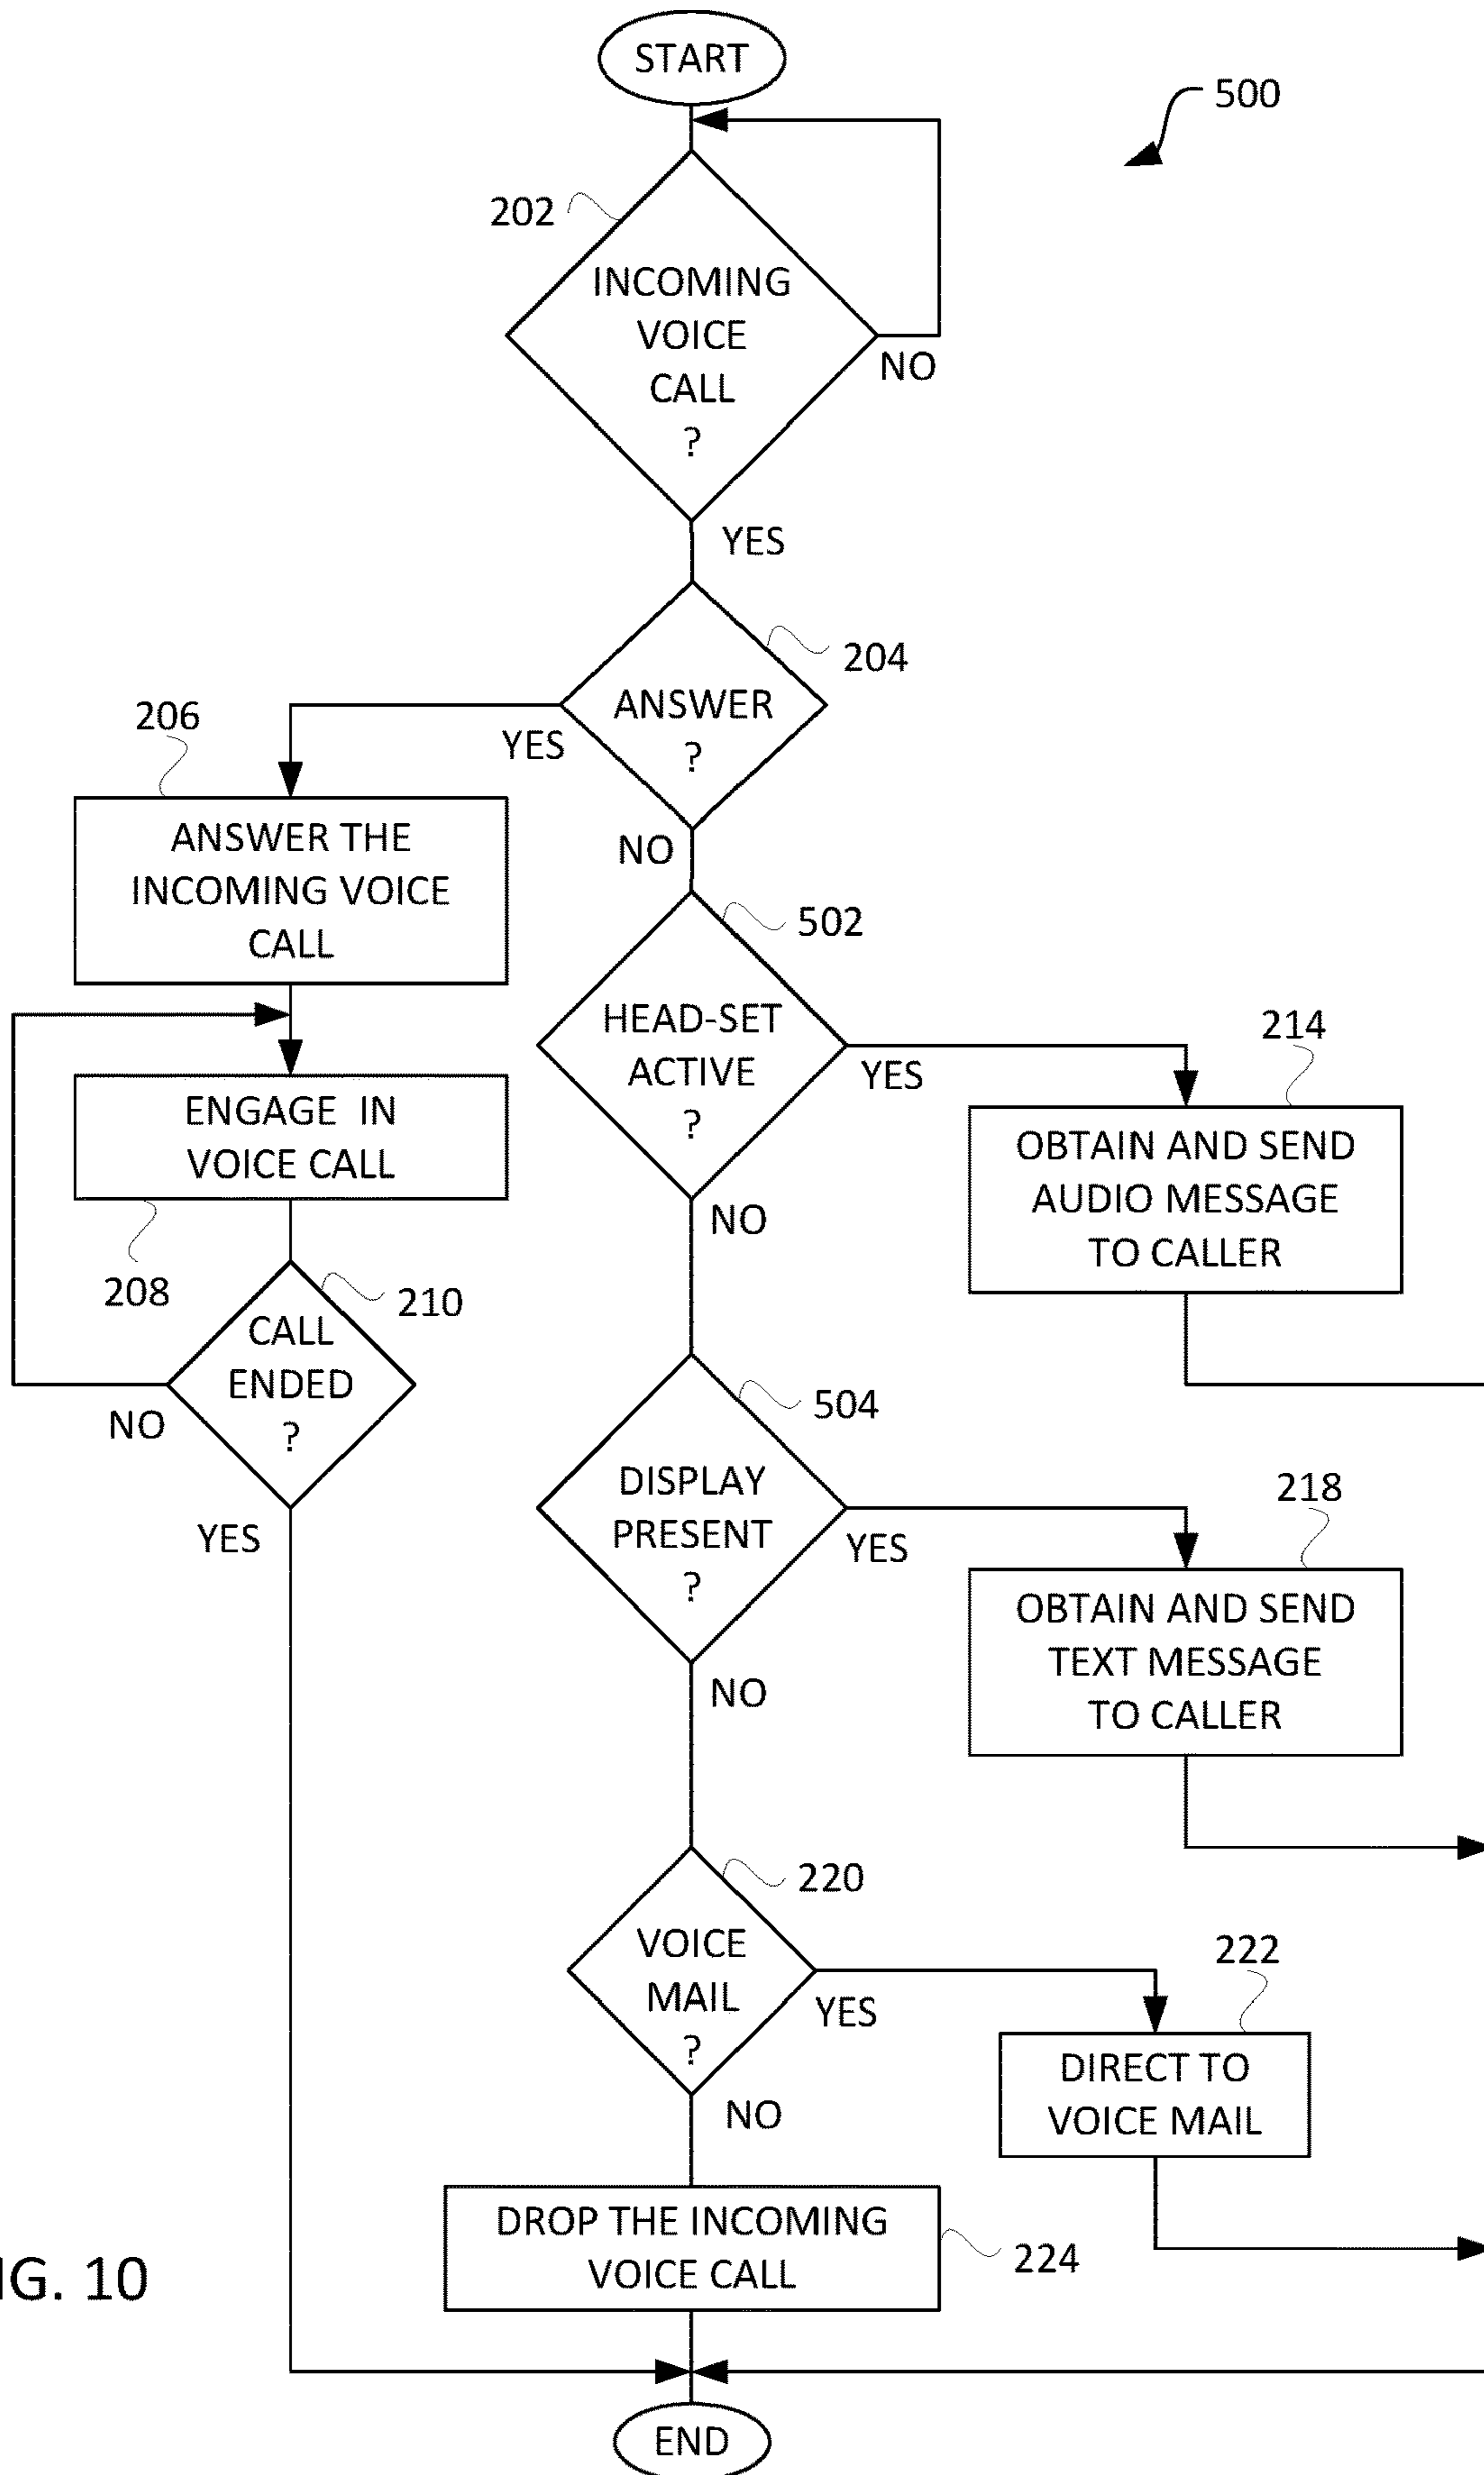 START
500
202
INCOMING
VOICE
CALL
?
NO
YES
204
ANSWER
?
YES
NO
206
ANSWER THE
INCOMING VOICE
CALL
502
HEAD-SET
ACTIVE
?
YES
NO
214
OBTAIN AND SEND
AUDIO MESSAGE
TO CALLER
ENGAGE IN
VOICE CALL
208
210
CALL
ENDED
?
NO
YES
504
DISPLAY
PRESENT
?
YES
NO
218
OBTAIN AND SEND
TEXT MESSAGE
TO CALLER
220
VOICE
MAIL
?
YES
NO
222
DIRECT TO
VOICE MAIL
DROP THE INCOMING
VOICE CALL
224
IG. 10
END